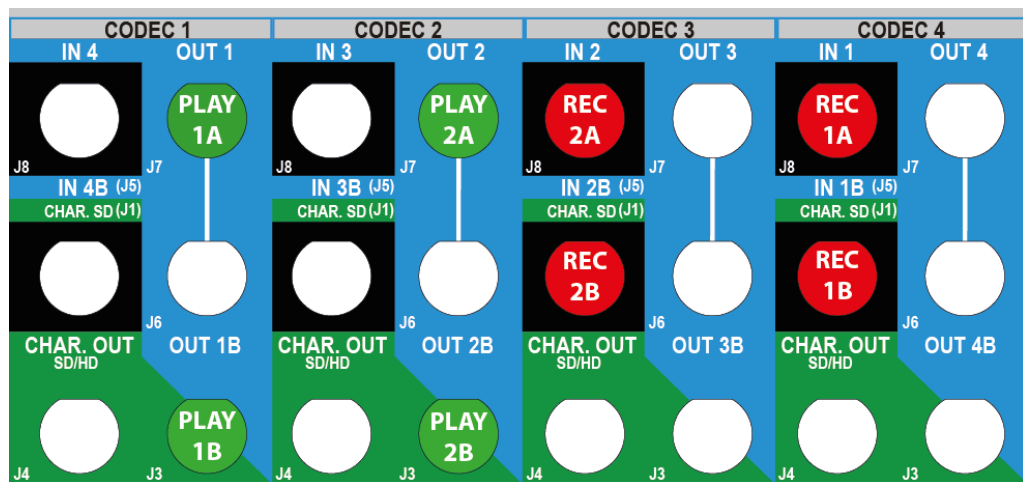 CODEC 1 CODEC 2 CODEC 3 CODEC 4
IN 4 OUT 1 IN 3 OUT 2 IN 2 OUT 3 IN 1 OUT 4
PLAY PLAY REC REC
1A 2A 2A 1A
J8 J7 J8 J7 J8 J7 J8 J7
IN 4B (J5) IN 3B (J5) IN 2B (J5) IN 1B (J5)
CHAR. SD (J1) CHAR. SD (J1) CHAR. SD (J1) CHAR. SD (J1)
REC REC
2B 1B
J6 J6 J6 J6
CHAR. OUT OUT 1B CHAR. OUT OUT 2B CHAR. OUT OUT 3B CHAR. OUT OUT 4B
SD/HD SD/HD SD/HD SD/HD
PLAY PLAY
1B 2B
J4 J3 J4 J3 J4 J3 J4 J3